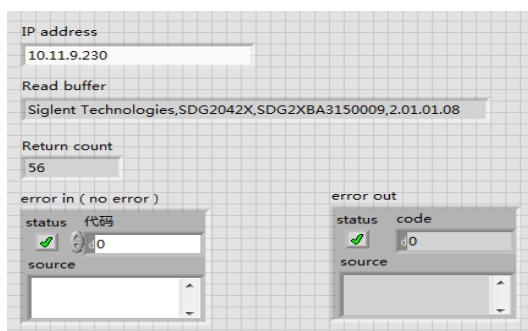 IP address
10.11.9.230
Read buffer
Siglent Technologies,SDG2042X,SDG2XBA3150009,2.01.01.08
Return count
56
error in ( no error )
error out
status 代码
status code
d 0
d 0
source
source